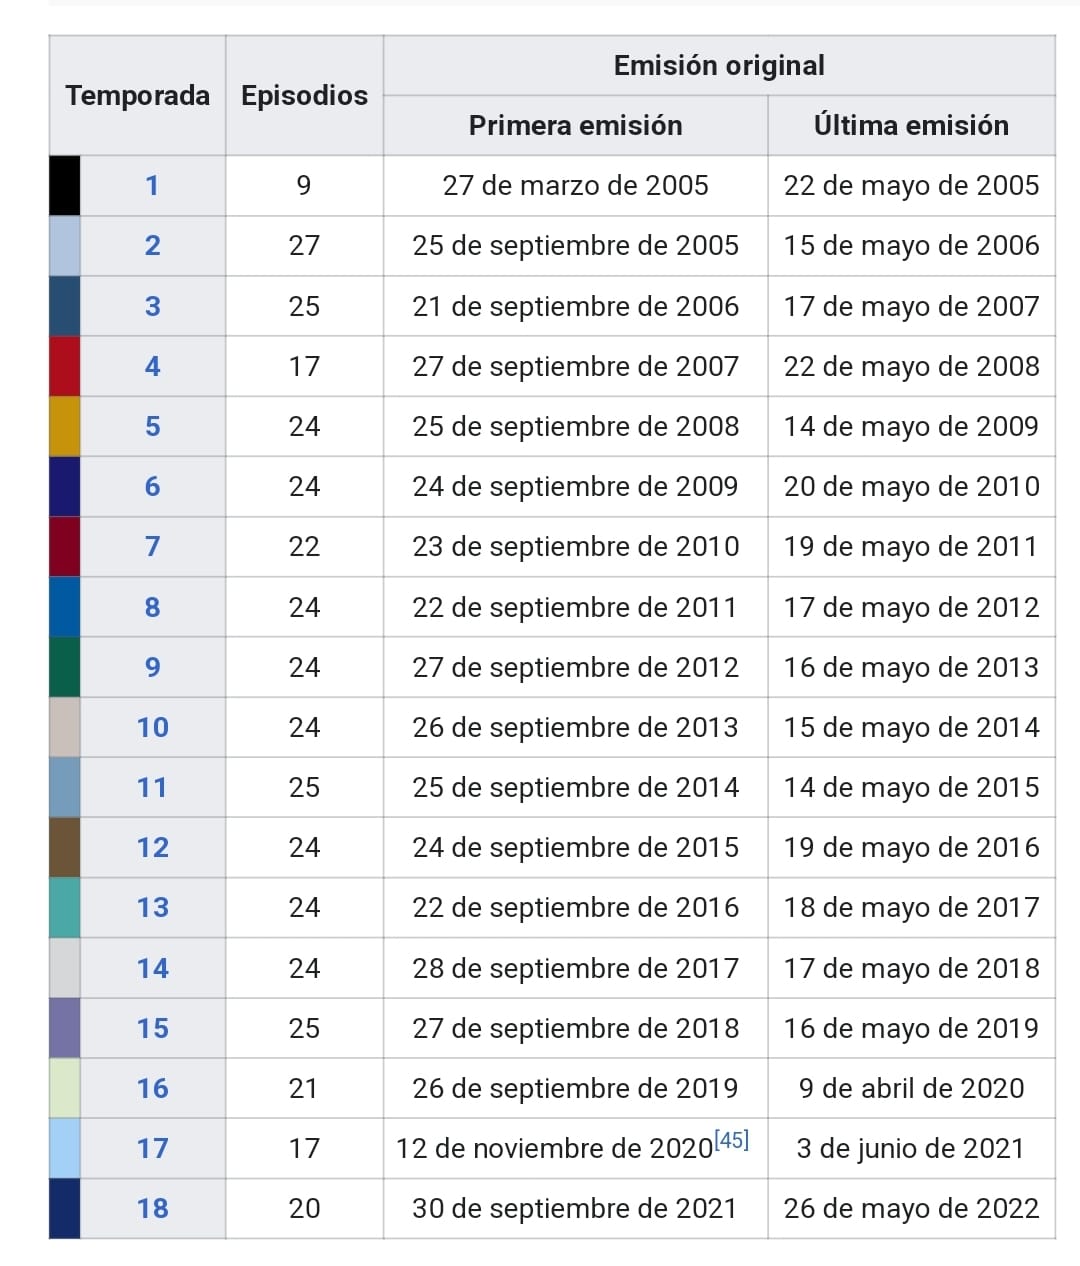 Temporada Episodios Emisión original
Primera emisión Última emisión
1 9 27 de marzo de 2005 22 de mayo de 2005
2 27 25 de septiembre de 2005 15 de mayo de 2006
3 25 21 de septiembre de 2006 17 de mayo de 2007
4 17 27 de septiembre de 2007 22 de mayo de 2008
5 24 25 de septiembre de 2008 14 de mayo de 2009
6 24 24 de septiembre de 2009 20 de mayo de 2010
7 22 23 de septiembre de 2010 19 de mayo de 2011
8 24 22 de septiembre de 2011 17 de mayo de 2012
9 24 27 de septiembre de 2012 16 de mayo de 2013
10 24 26 de septiembre de 2013 15 de mayo de 2014
11 25 25 de septiembre de 2014 14 de mayo de 2015
12 24 24 de septiembre de 2015 19 de mayo de 2016
13 24 22 de septiembre de 2016 18 de mayo de 2017
14 24 28 de septiembre de 2017 17 de mayo de 2018
15 25 27 de septiembre de 2018 16 de mayo de 2019
16 21 26 de septiembre de 2019 9 de abril de 2020
17 17 12 de noviembre de 2020[45] 3 de junio de 2021
18 20 30 de septiembre de 2021 26 de mayo de 2022